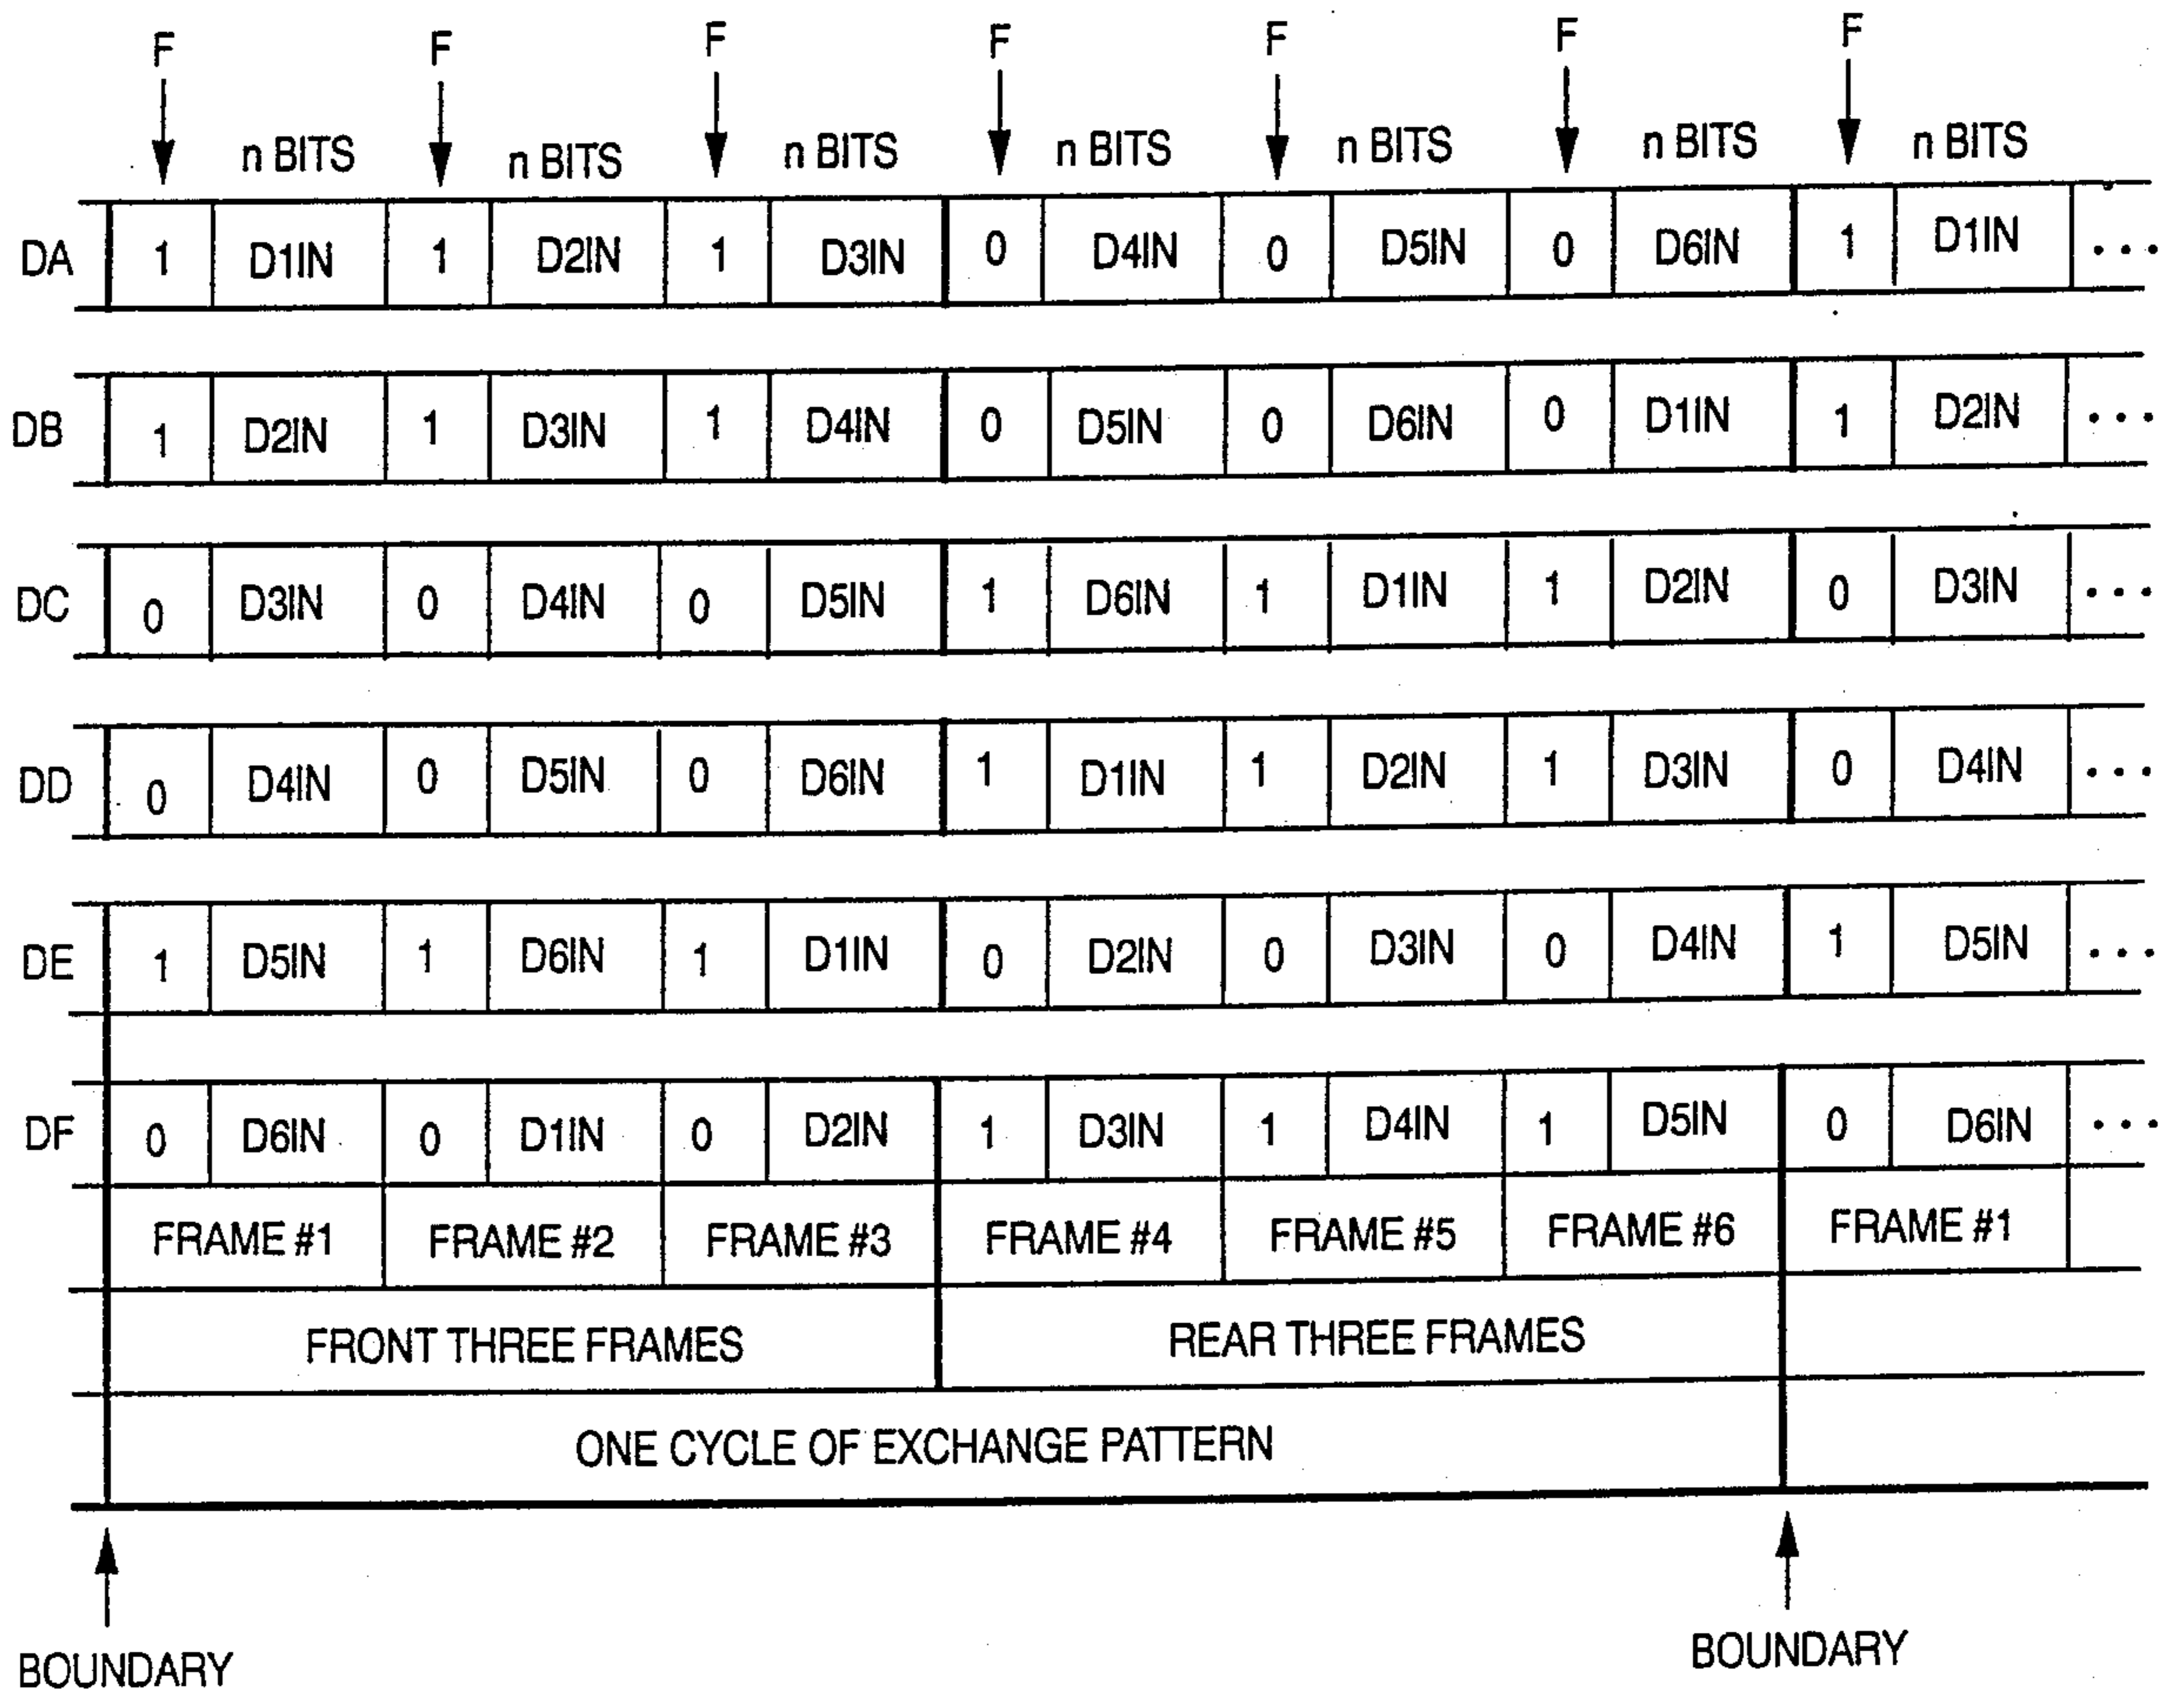 F F F F F F F
n BITS n BITS n BITS n BITS n BITS n BITS n BITS
DA 1 D1IN 1 D2IN 1 D3IN 0 D4IN 0 D5IN 0 D6IN 1 D1IN ...
DB 1 D2IN 1 D3IN 1 D4IN 0 D5IN 0 D6IN 0 D1IN 1 D2IN ...
DC 0 D3IN 0 D4IN 0 D5IN 1 D6IN 1 D1IN 1 D2IN 0 D3IN ...
DD 0 D4IN 0 D5IN 0 D6IN 1 D1IN 1 D2IN 1 D3IN 0 D4IN ...
DE 1 D5IN 1 D6IN 1 D1IN 0 D2IN 0 D3IN 0 D4IN 1 D5IN ...
DF 0 D6IN 0 D1IN 0 D2IN 1 D3IN 1 D4IN 1 D5IN 0 D6IN ...
FRAME #1 FRAME #2 FRAME #3 FRAME #4 FRAME #5 FRAME #6 FRAME #1
FRONT THREE FRAMES REAR THREE FRAMES
ONE CYCLE OF EXCHANGE PATTERN
BOUNDARY BOUNDARY